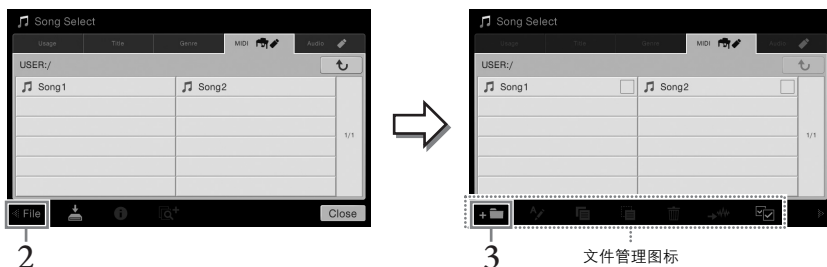 Song Select
Usage Title Genre MIDI Audio
USER:/
Song1 Song2
1/1
File Close
2
Song Select
Usage Title Genre MIDI Audio
USER:/
Song1 Song2
1/1
3
文件管理图标